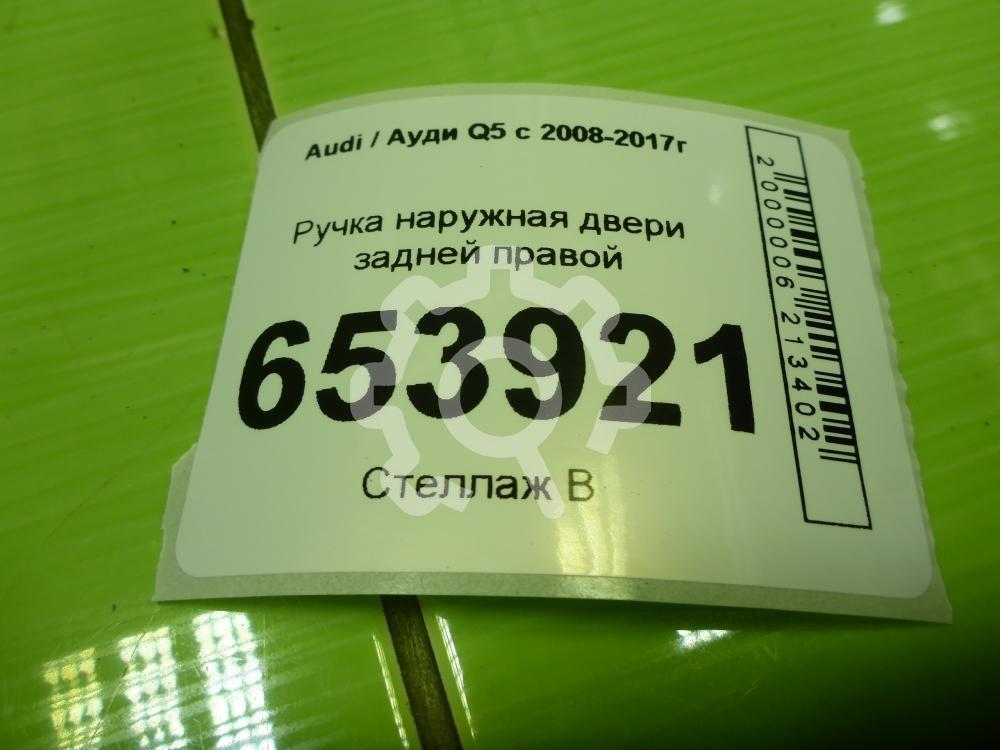 Audi / Ауди Q5 с 2008-2017г
Ручка наружная двери
задней правой
653921
Стеллаж В
2000006213402